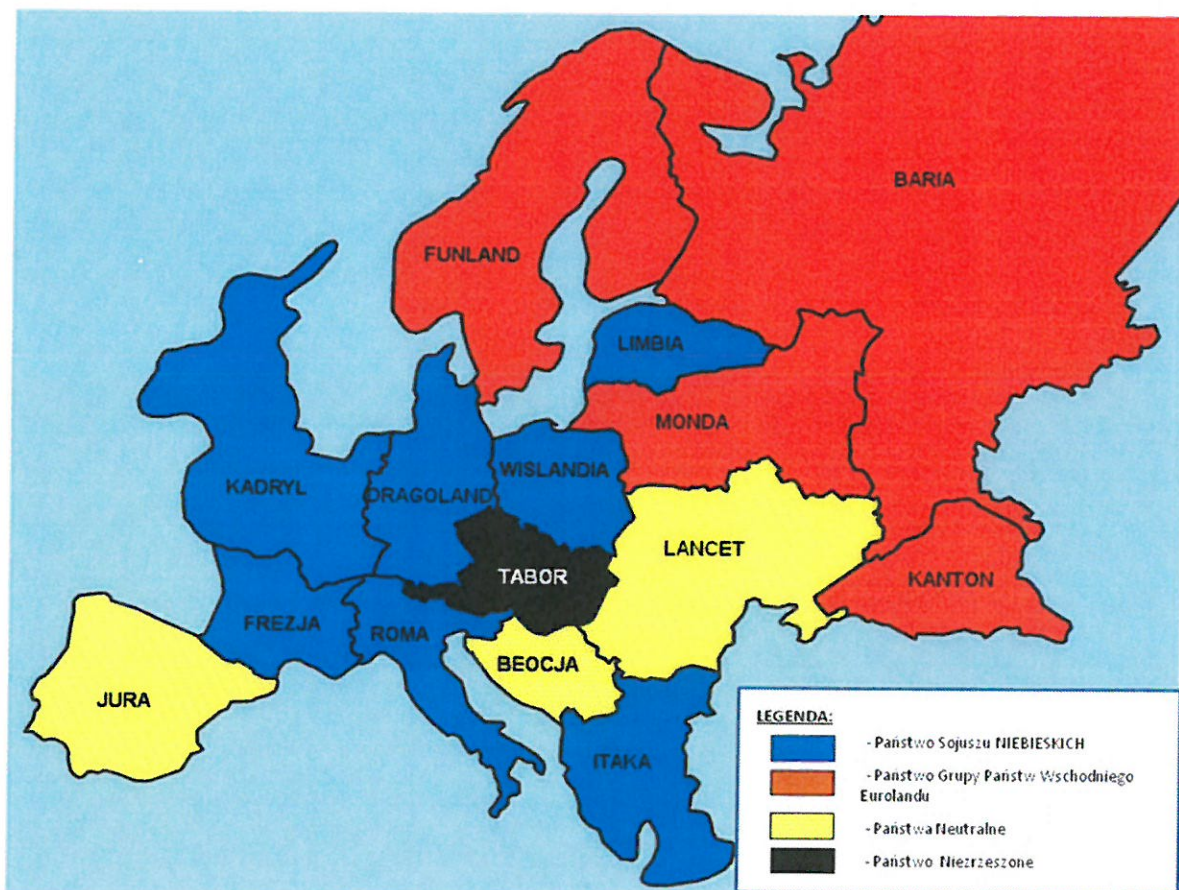 BARIA
FUNLAND
LIMBIA
MONDA
WISLANDIA
KADRYL
DRAGOLAND
LANCET
TABOR
KANTON
FREZJA
ROMA
BEOCJA
JURA
ITAKA
LEGENDA:
- Państwo Sojuszu NIEBIESKICH
- Państwo Grupy Państw Wschodniego
Eurolandu
- Państwa Neutralne
- Państwo Niezrzeszone